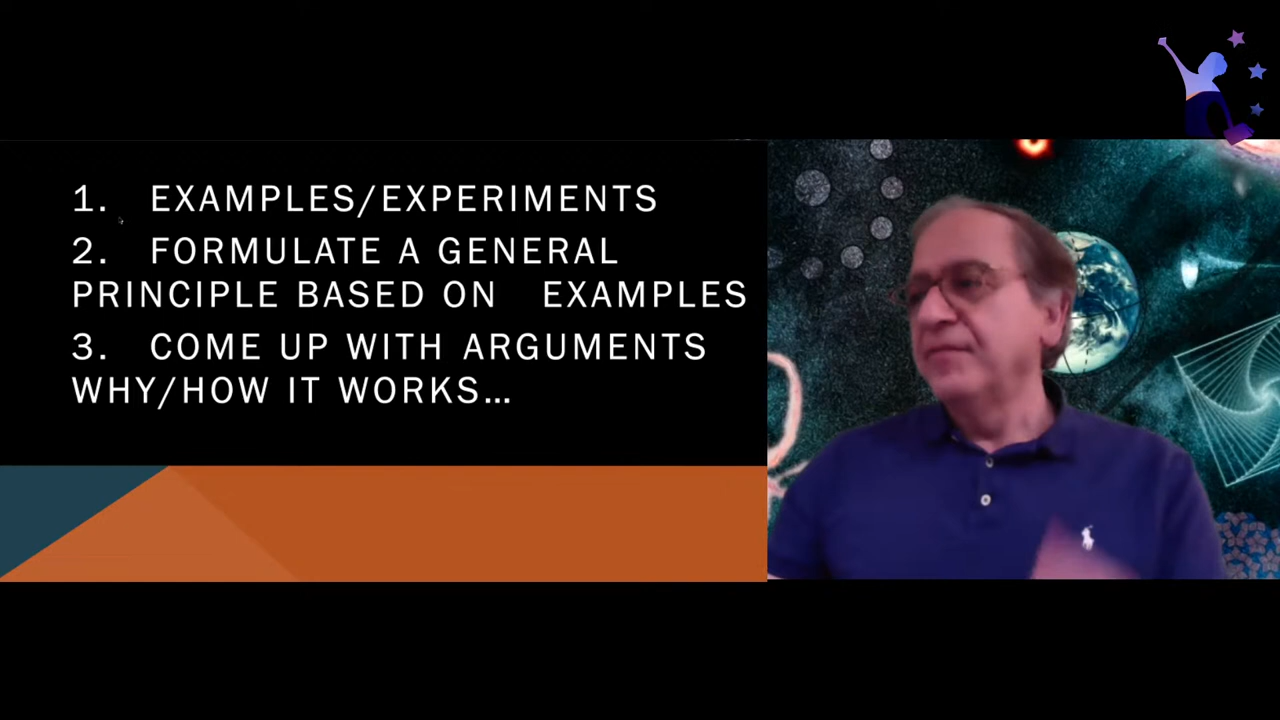 1. EXAMPLES/EXPERIMENTS
2. FORMULATE A GENERAL
PRINCIPLE BASED ON EXAMPLES
3. COME UP WITH ARGUMENTS
WHY/HOW IT WORKS…